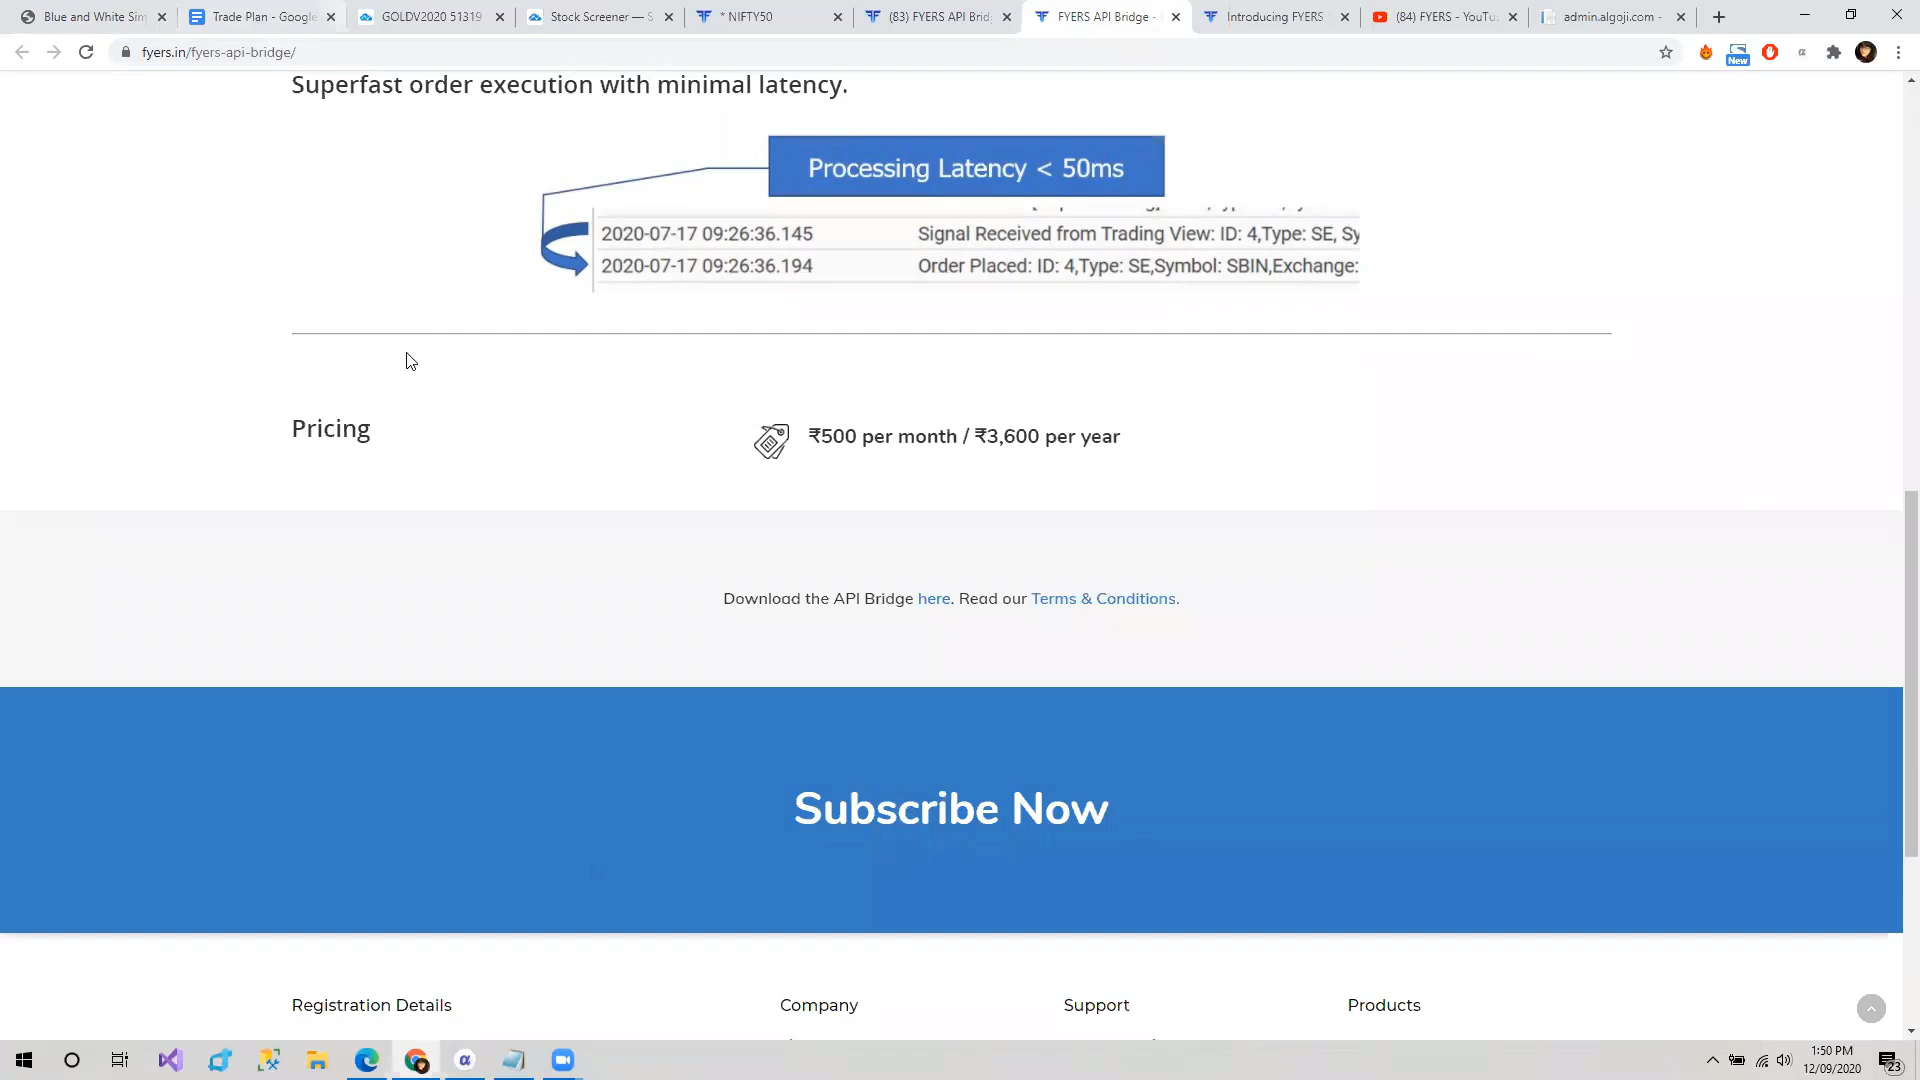 Blue and White Sim
Trade Plan - Google
GOLDV2020 51319
Stock Screener — S
* NIFTY50
(83) FYERS API Brid
FYERS API Bridge -
Introducing FYERS
(84) FYERS - YouTu
admin.algoji.com -
fyers.in/fyers-api-bridge/
New
Superfast order execution with minimal latency.
Processing Latency < 50ms
2020-07-17 09:26:36.145 Signal Received from Trading View: ID: 4,Type: SE, Sy
2020-07-17 09:26:36.194 Order Placed: ID: 4,Type: SE,Symbol: SBIN,Exchange:
Pricing
₹500 per month / ₹3,600 per year
Download the API Bridge here. Read our Terms & Conditions.
Subscribe Now
Registration Details Company Support Products
1:50 PM
12/09/2020
23